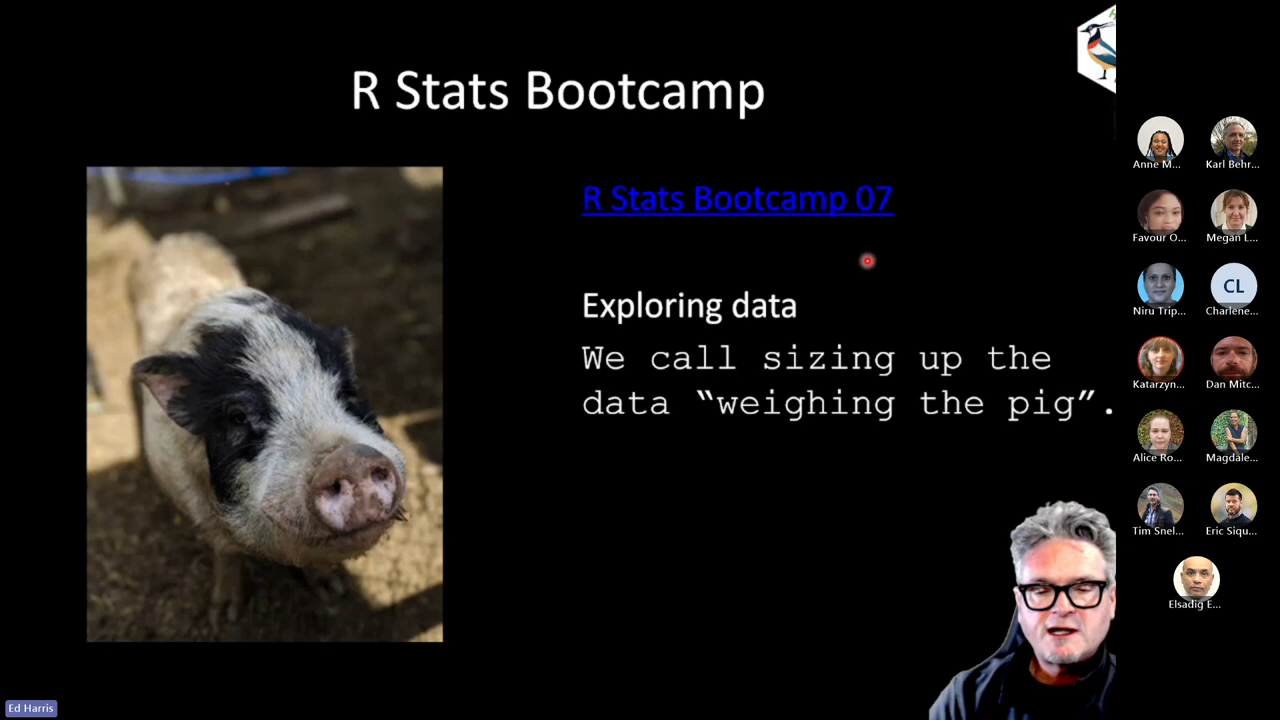 R Stats Bootcamp
R Stats Bootcamp 07
Exploring data
We call sizing up the
data “weighing the pig”.
Anne M...
Karl Behr...
Favour O...
Megan L...
Niru Trip...
CL
Charlene...
Katarzyn...
Dan Mitc...
Alice Ro...
Magdale...
Tim Snel...
Eric Siqu...
Elsadig E...
Ed Harris